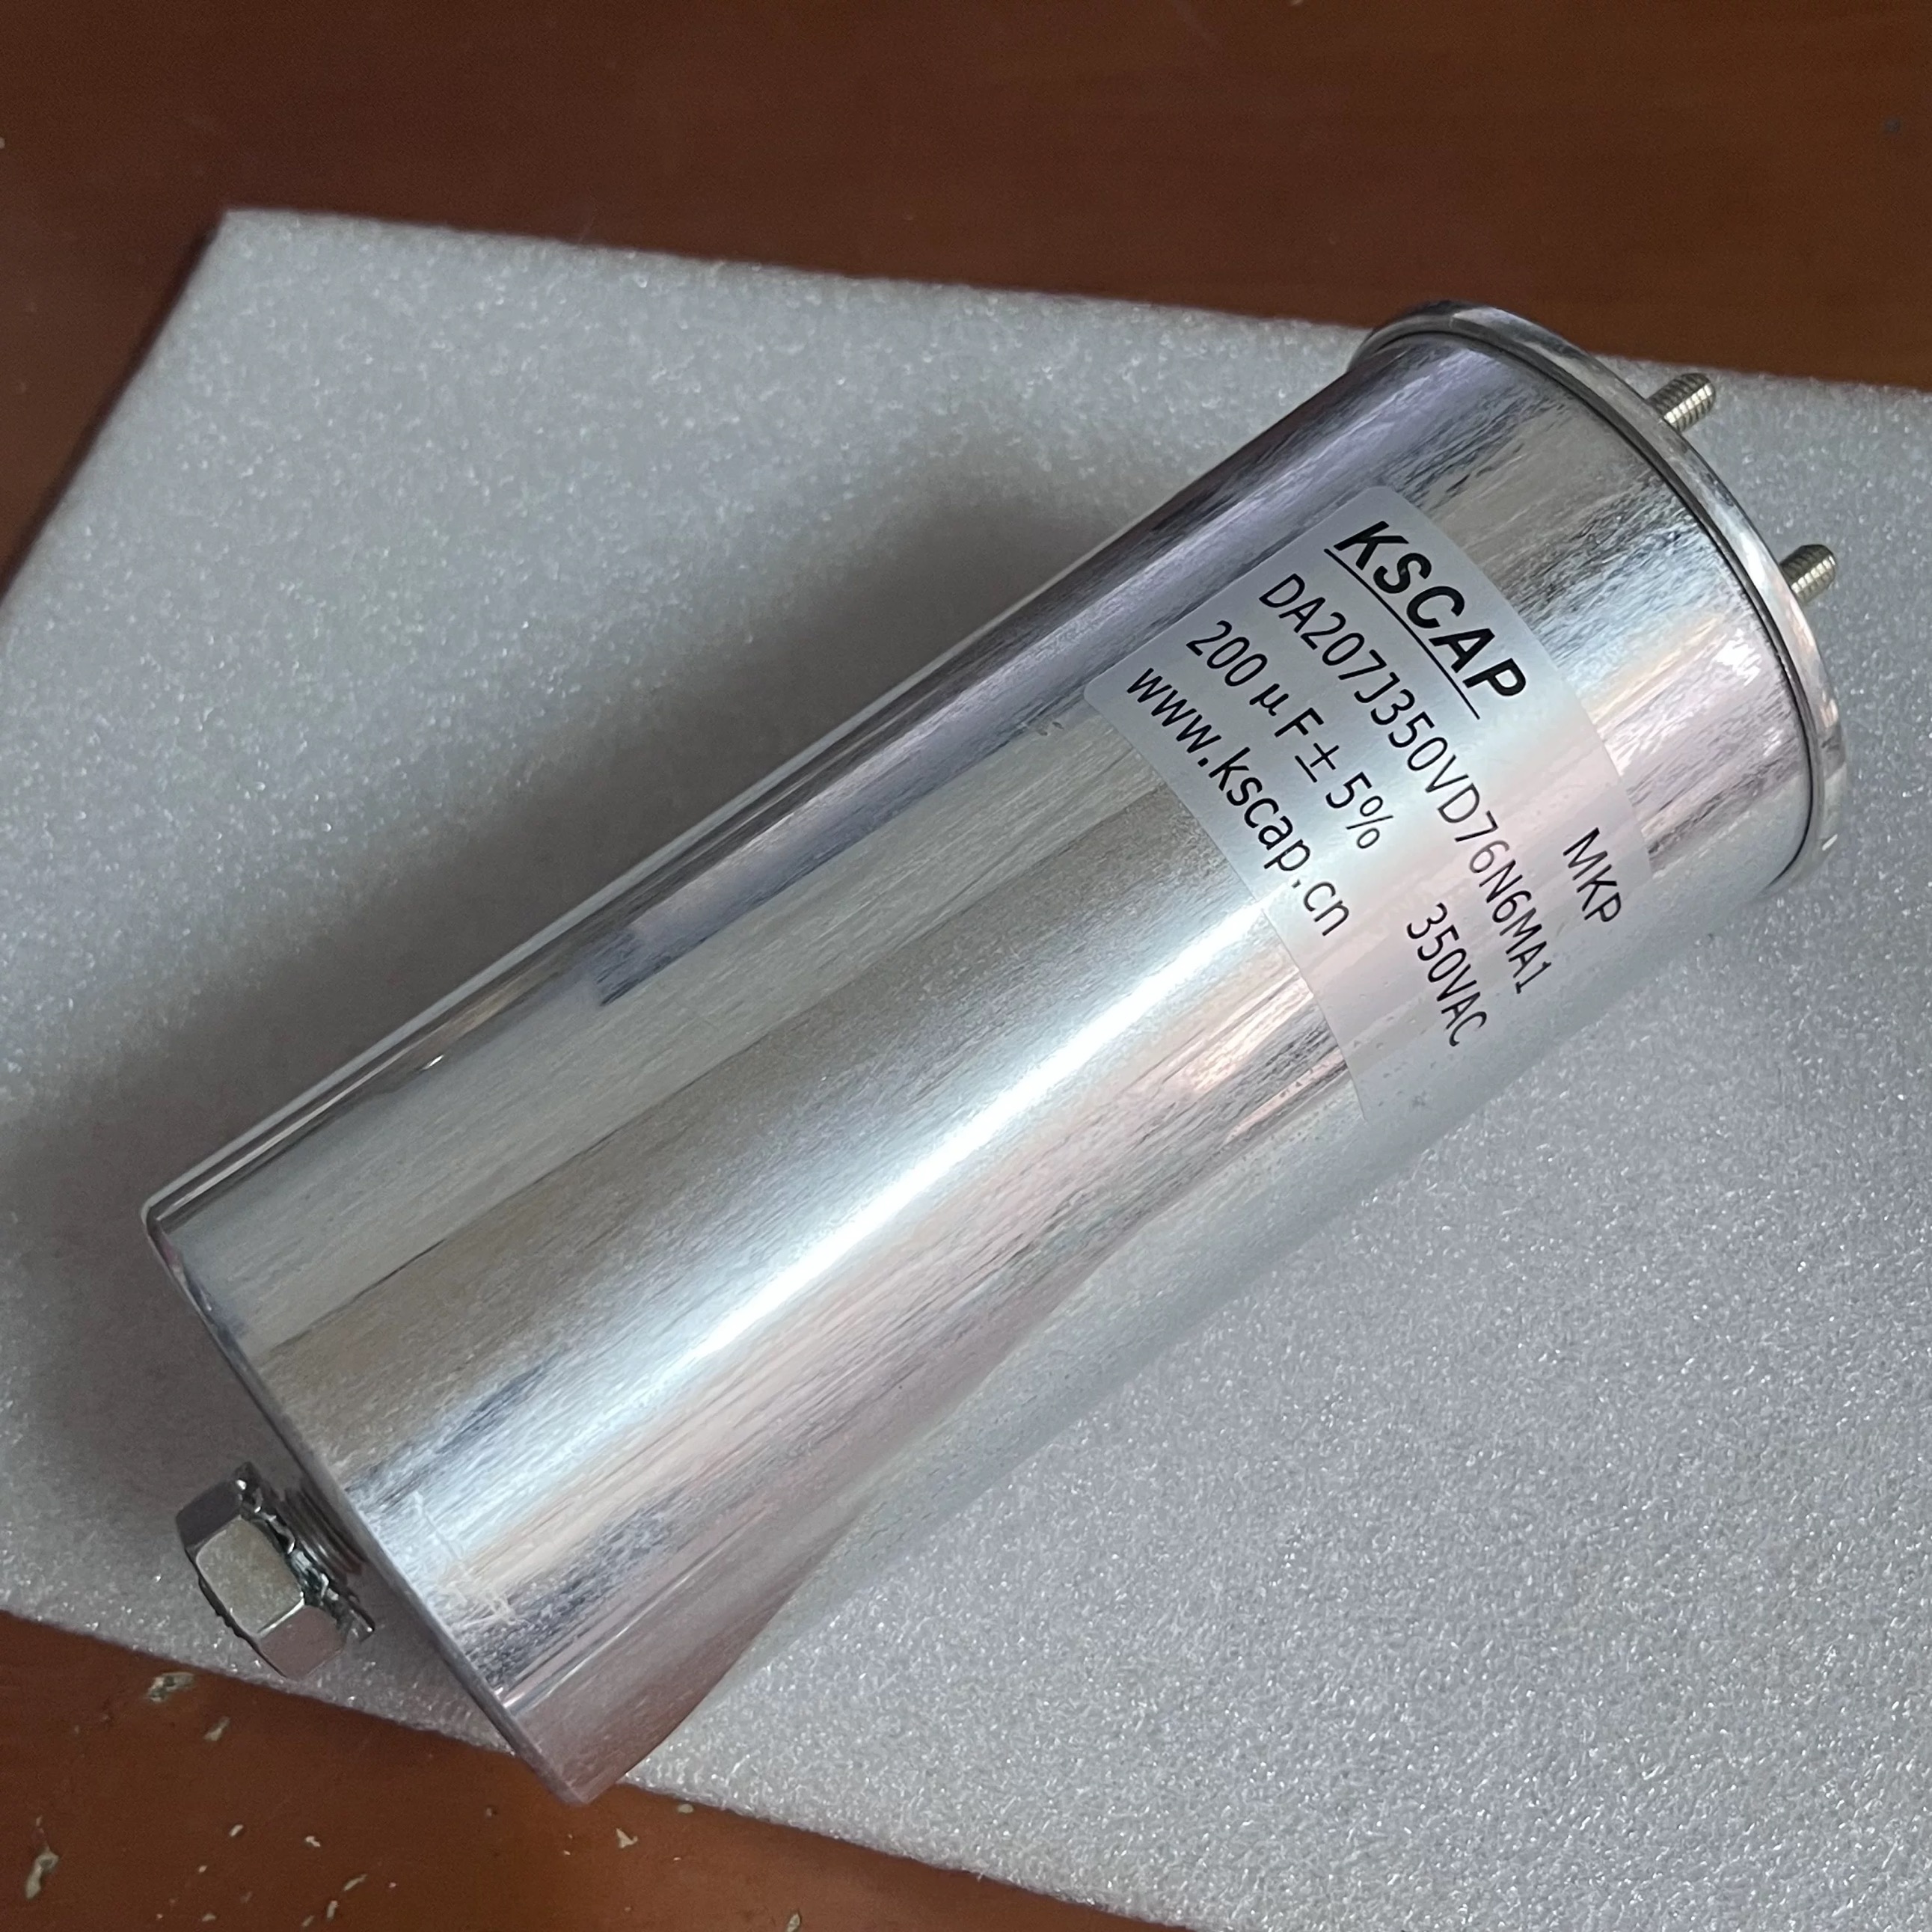 KSCAP MKP
DA207J350VD76N6MA1
200μF±5% 350VAC
www.kscap.cn